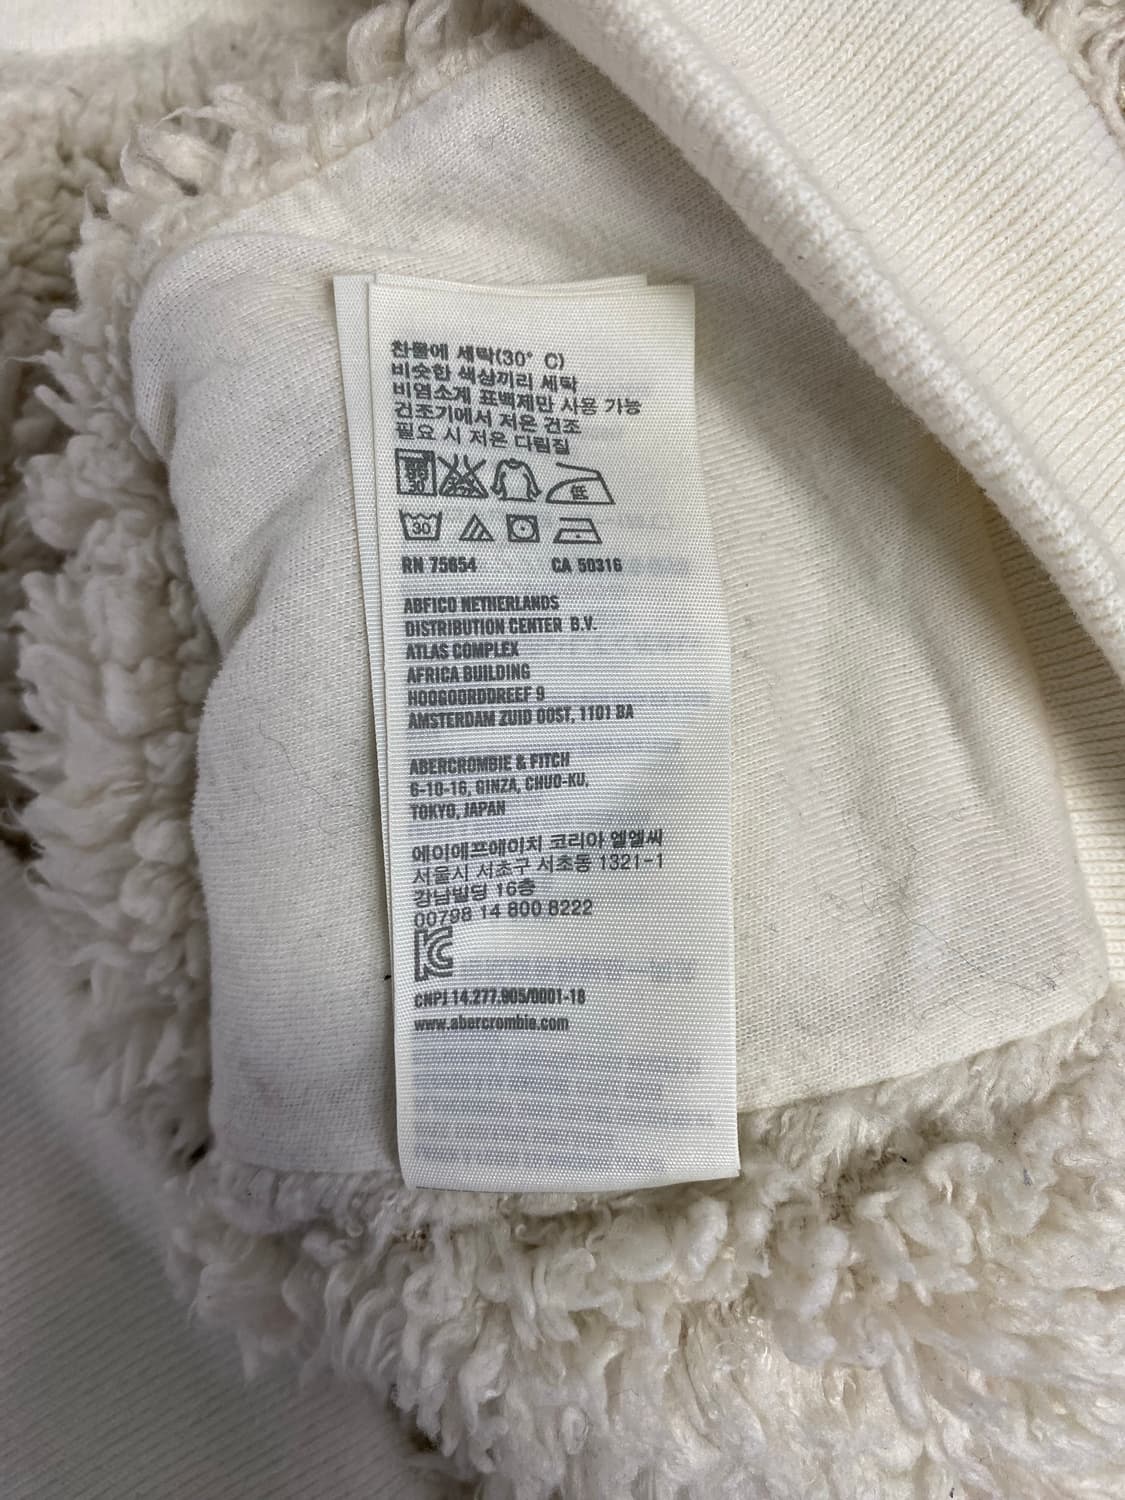 찬물에 세탁(30° C)
비슷한 색상끼리 세탁
비염소계 표백제만 사용 가능
건조기에서 저온 건조
필요 시 저온 다림질
低
30
RN 75654 CA 50316
ABFICO NETHERLANDS
DISTRIBUTION CENTER B.V.
ATLAS COMPLEX
AFRICA BUILDING
HOOGOORDDREEF 9
AMSTERDAM ZUID OOST, 1101 BA
ABERCROMBIE & FITCH
6-10-16, GINZA, CHUO-KU,
TOKYO, JAPAN
에이에프에이치 코리아 엘엘씨
서울시 서초구 서초동 1321-1
강남빌딩 16층
00798 14 800 8222
CNPJ 14.277.905/0001-18
www.abercrombie.com